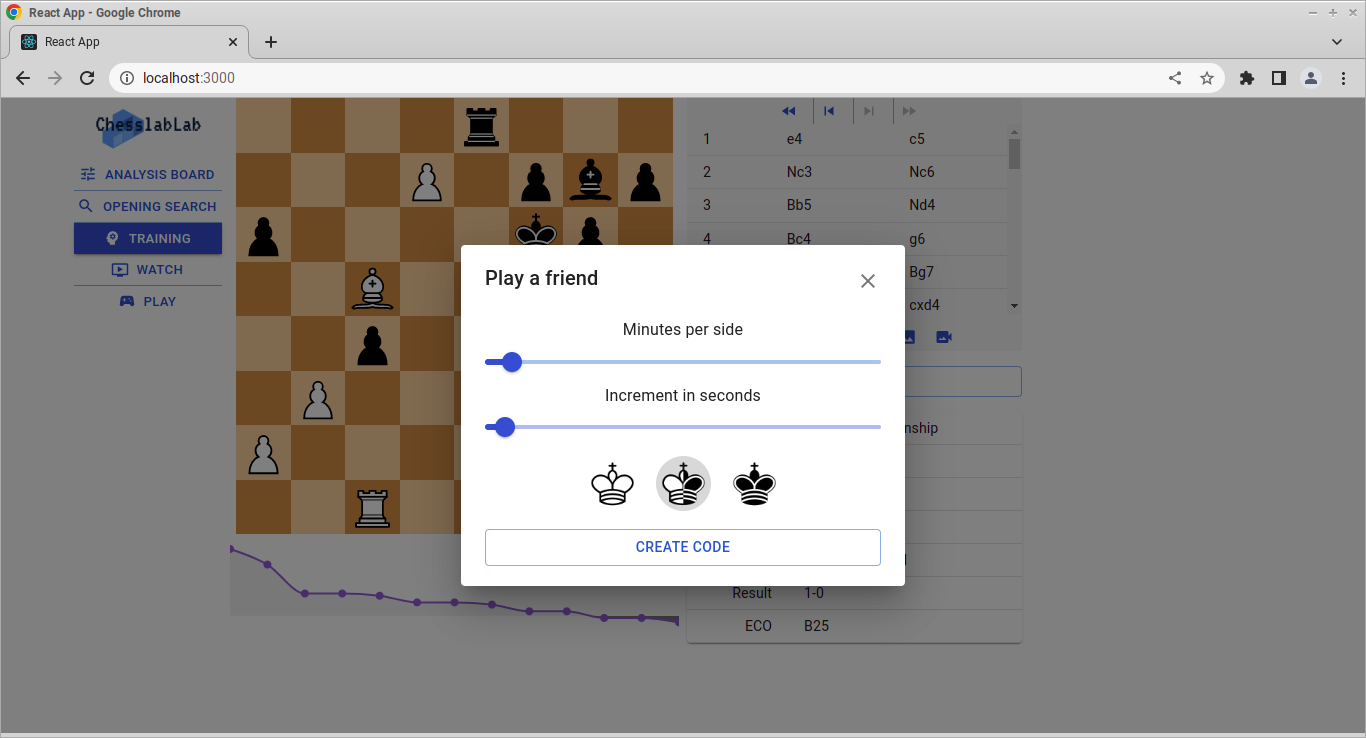 React App - Google Chrome
React App
localhost:3000
ChesslabLab
ANALYSIS BOARD
OPENING SEARCH
TRAINING
WATCH
PLAY
1 e4 c5
2 Nc3 Nc6
3 Bb5 Nd4
4 Bc4 g6
Bg7
cxd4
Play a friend
Minutes per side
Increment in seconds
CREATE CODE
nship
Result 1-0
ECO B25